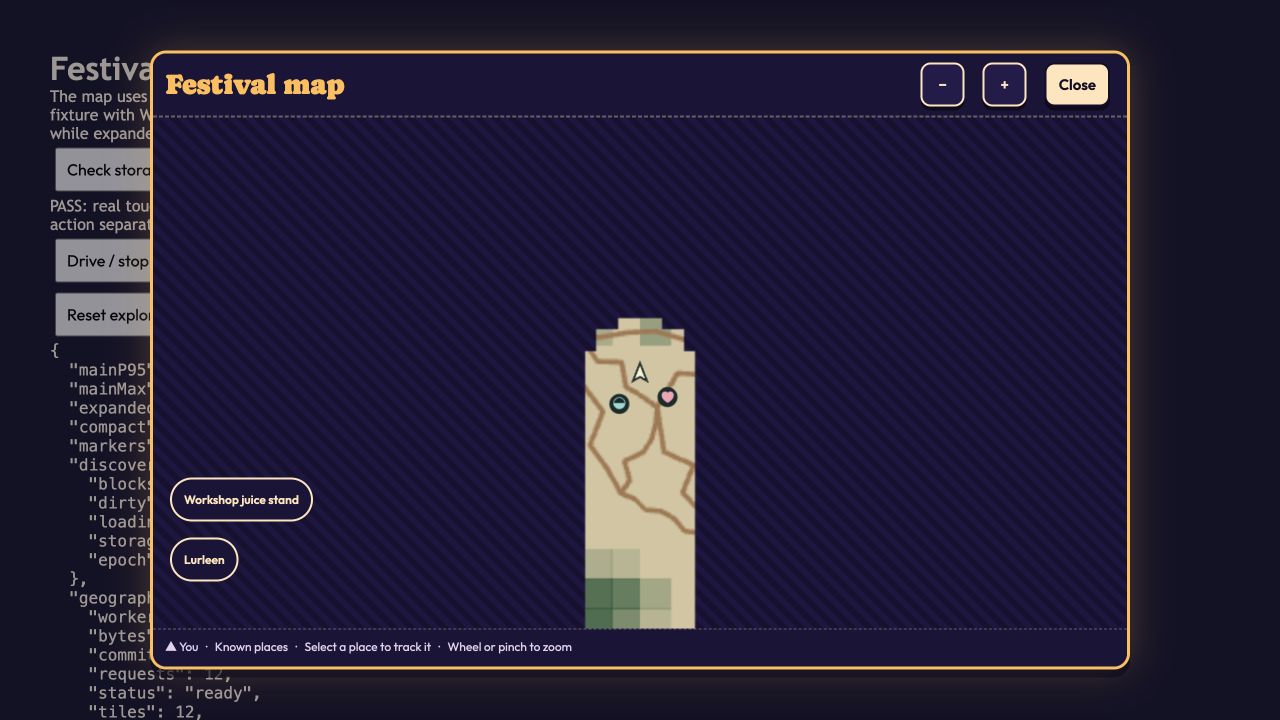 Festiva
Festival map
−
+
Close
The map uses
fixture with W
while expande
Check stora
PASS: real tou
action separat
Drive / stop
Reset explor
{
"mainP95"
"mainMax"
"expanded
"compact"
"markers"
"discover
"blocks
"dirty"
"loadin
"storag
"epoch"
},
"geograph
"worker
"bytes"
"commit
"requests": 12,
"status": "ready",
"tiles": 12,
Workshop juice stand
Lurleen
You · Known places · Select a place to track it · Wheel or pinch to zoom